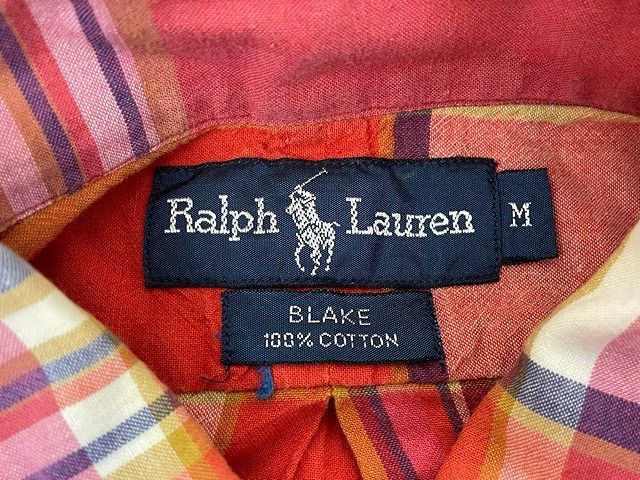 Ralph Lauren M
BLAKE
100% COTTON